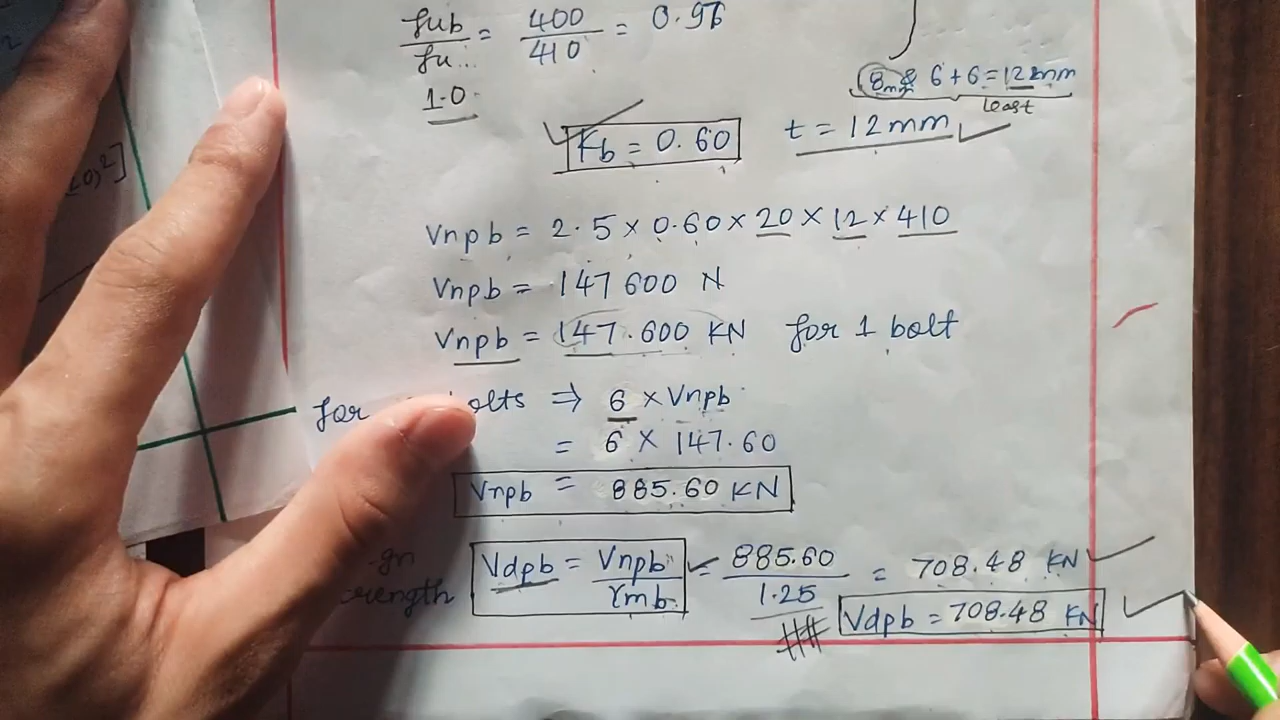 fub/fu... = 400/410 = 0.96
1.0
8mm & 6+6=12mm
least
Kb = 0.60
t = 12mm
Vnpb = 2.5 × 0.60 × 20 × 12 × 410
Vnpb = 147600 N
Vnpb = 147.600 KN for 1 bolt
for olts ⇒ 6 × Vnpb
= 6 × 147.60
Vnpb = 885.60 KN
gn
Vdpb = Vnpb/γmb = 885.60/1.25 = 708.48 KN
Vdpb = 708.48 KN